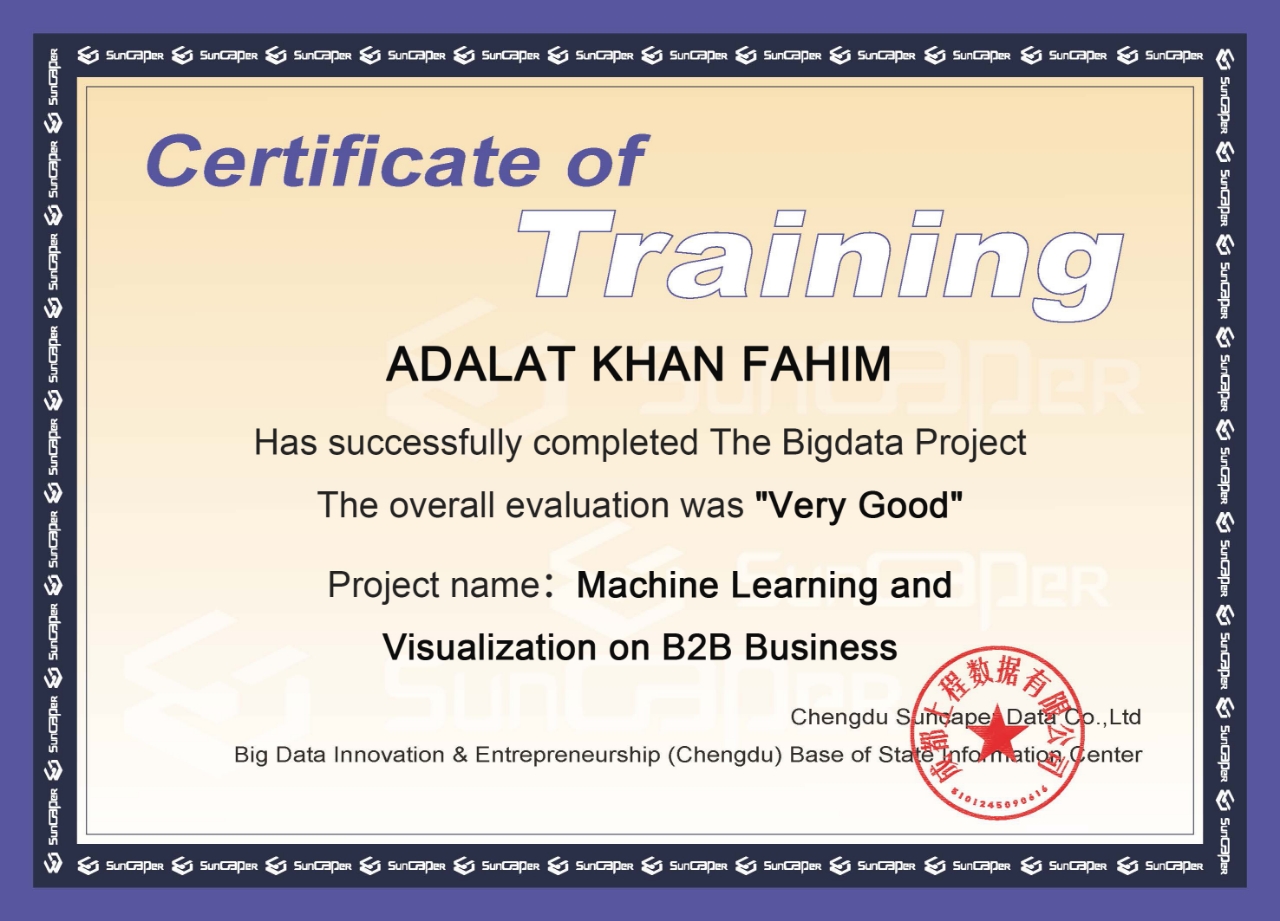 SunCaper SunCaper SunCaper SunCaper SunCaper SunCaper SunCaper SunCaper SunCaper SunCaper SunCaper SunCaper
Certificate of
Training
ADALAT KHAN FAHIM
Has successfully completed The Bigdata Project
The overall evaluation was "Very Good"
Project name：Machine Learning and
Visualization on B2B Business
Chengdu Suncaper Data Co.,Ltd
Big Data Innovation & Entrepreneurship (Chengdu) Base of State Information Center
成都上程数据有限公司
5101245090616
SunCaper SunCaper SunCaper SunCaper SunCaper SunCaper SunCaper SunCaper SunCaper SunCaper SunCaper SunCaper